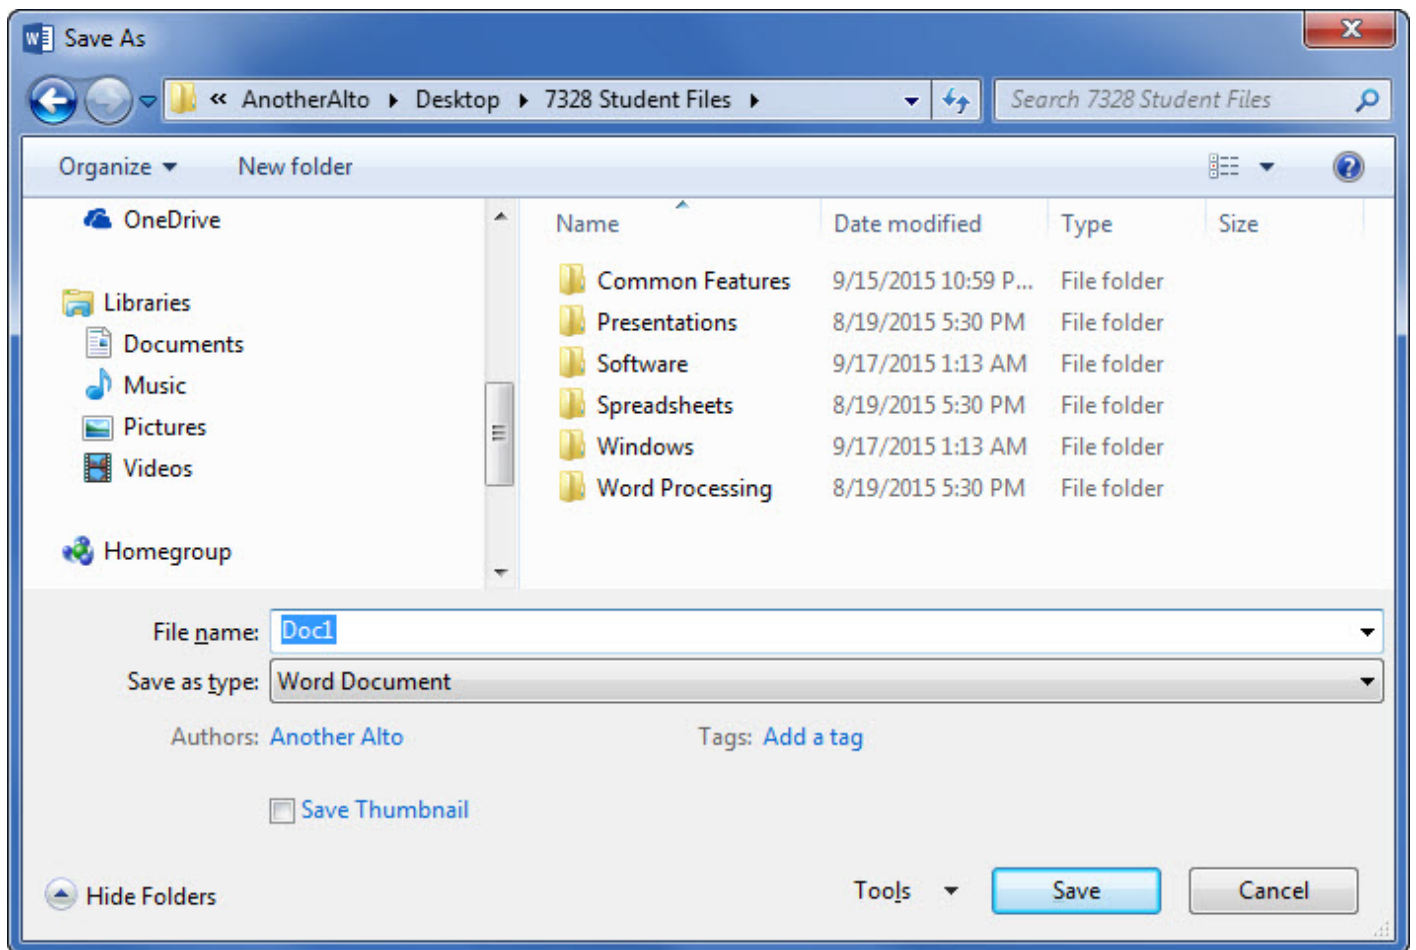 Save As
« AnotherAlto ▸ Desktop ▸ 7328 Student Files ▸
Search 7328 Student Files
Organize New folder
OneDrive
Libraries
Documents
Music
Pictures
Videos
Homegroup
Name Date modified Type Size
Common Features 9/15/2015 10:59 P... File folder
Presentations 8/19/2015 5:30 PM File folder
Software 9/17/2015 1:13 AM File folder
Spreadsheets 8/19/2015 5:30 PM File folder
Windows 9/17/2015 1:13 AM File folder
Word Processing 8/19/2015 5:30 PM File folder
File name: Doc1
Save as type: Word Document
Authors: Another Alto Tags: Add a tag
Save Thumbnail
Hide Folders Tools Save Cancel